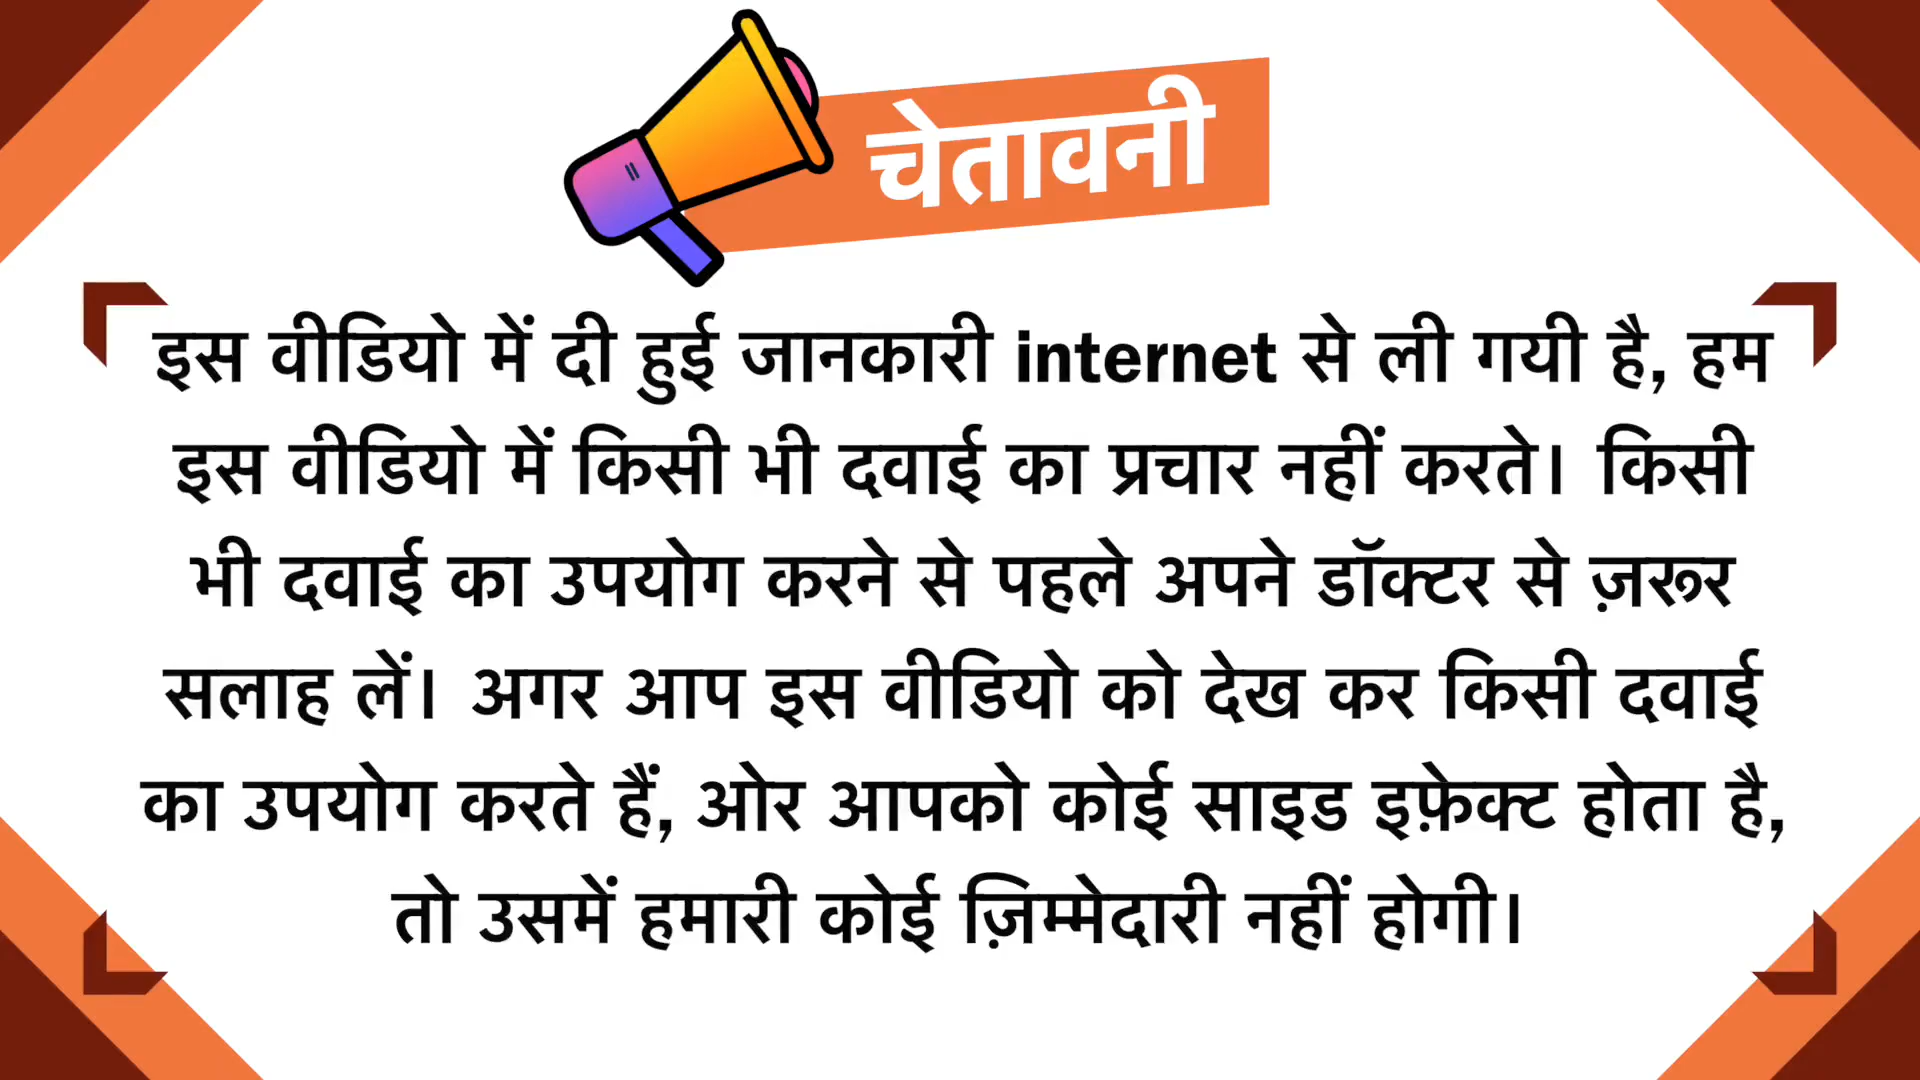 चेतावनी
इस वीडियो में दी हुई जानकारी internet से ली गयी है, हम
इस वीडियो में किसी भी दवाई का प्रचार नहीं करते। किसी
भी दवाई का उपयोग करने से पहले अपने डॉक्टर से ज़रूर
सलाह लें। अगर आप इस वीडियो को देख कर किसी दवाई
का उपयोग करते हैं, ओर आपको कोई साइड इफ़ेक्ट होता है,
तो उसमें हमारी कोई ज़िम्मेदारी नहीं होगी।